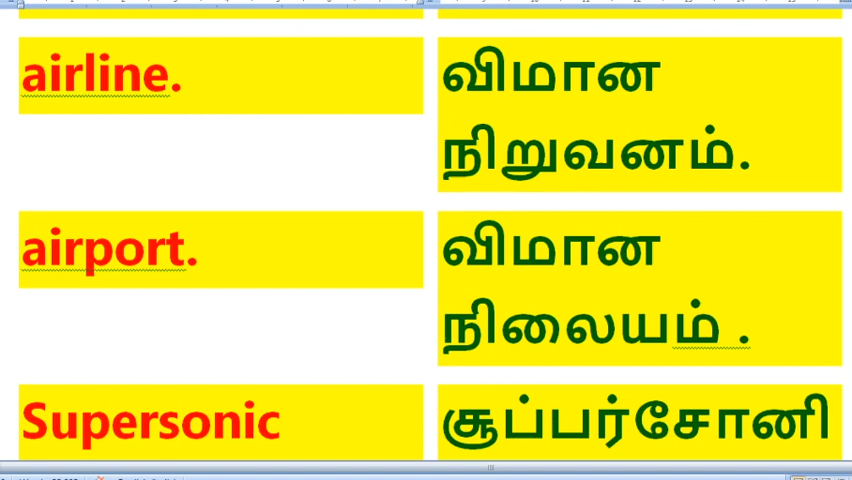 airline.
விமான
நிறுவனம்.
airport.
விமான
நிலையம் .
Supersonic
சூப்பர்சோனி